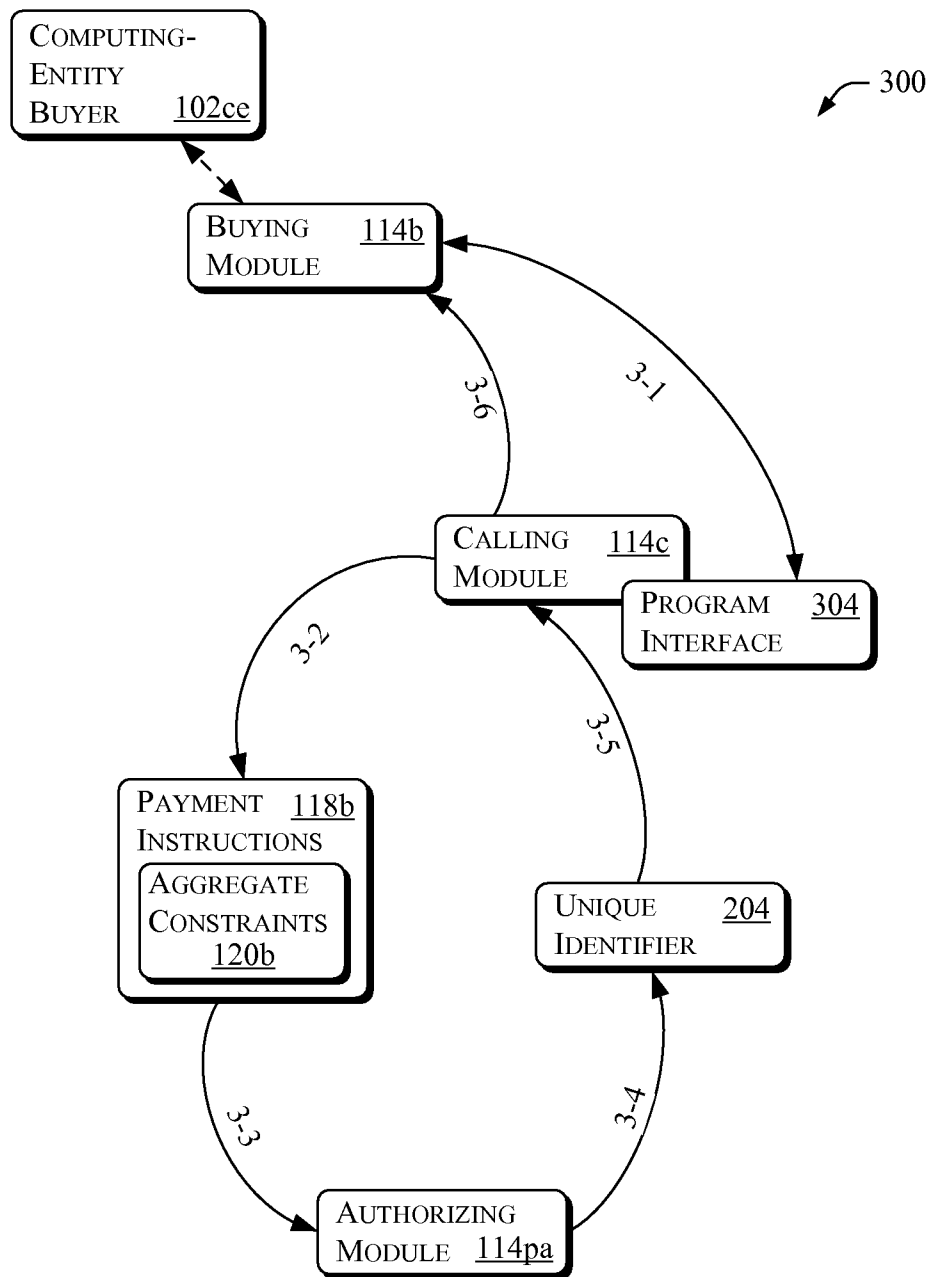 COMPUTING-
ENTITY
BUYER 102ce
300
BUYING 114b
MODULE
3-1
3-6
CALLING 114c
MODULE
PROGRAM 304
INTERFACE
3-2
3-5
PAYMENT 118b
INSTRUCTIONS
AGGREGATE
CONSTRAINTS
120b
UNIQUE 204
IDENTIFIER
3-3
3-4
AUTHORIZING
MODULE 114pa